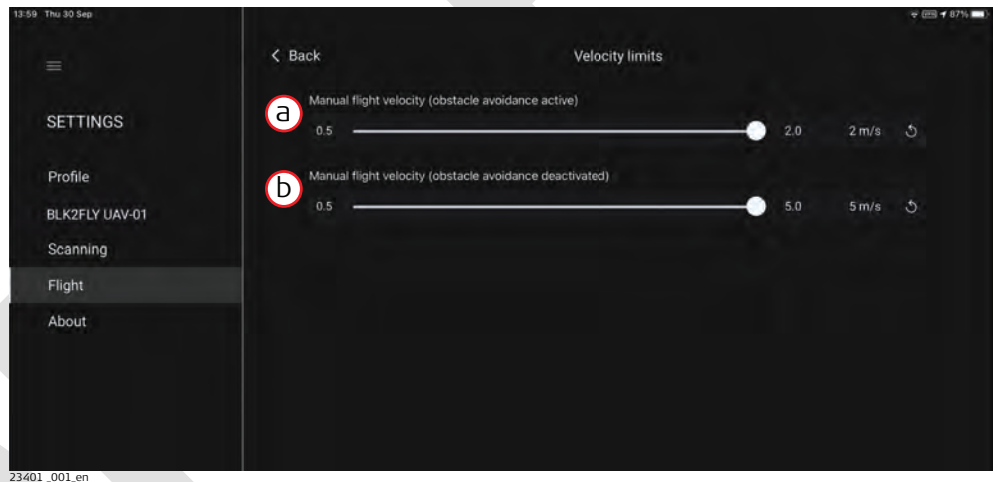 13:59 Thu 30 Sep
87%
Back
Velocity limits
SETTINGS
Profile
BLK2FLY UAV-01
Scanning
Flight
About
a
Manual flight velocity (obstacle avoidance active)
0.5 2.0 2 m/s
b
Manual flight velocity (obstacle avoidance deactivated)
0.5 5.0 5 m/s
23401 _001_en